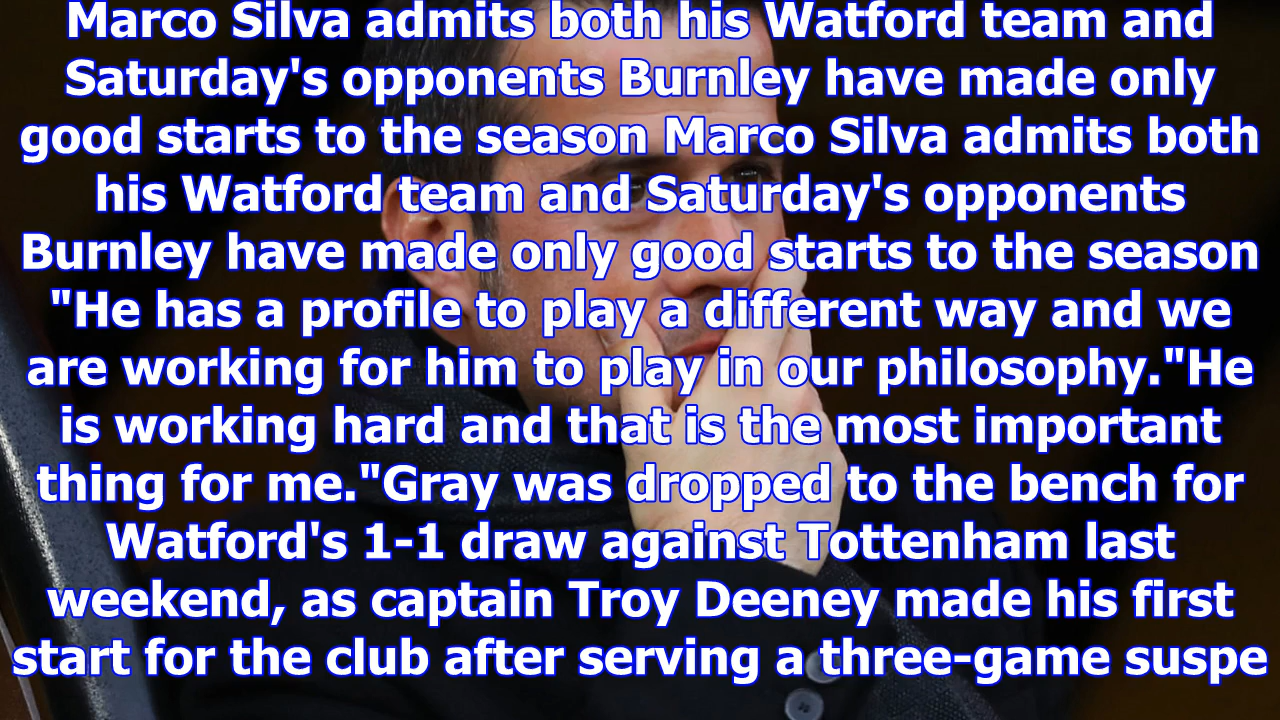 Marco Silva admits both his Watford team and
Saturday's opponents Burnley have made only
good starts to the season Marco Silva admits both
his Watford team and Saturday's opponents
Burnley have made only good starts to the season
"He has a profile to play a different way and we
are working for him to play in our philosophy."He
is working hard and that is the most important
thing for me."Gray was dropped to the bench for
Watford's 1-1 draw against Tottenham last
weekend, as captain Troy Deeney made his first
start for the club after serving a three-game suspe